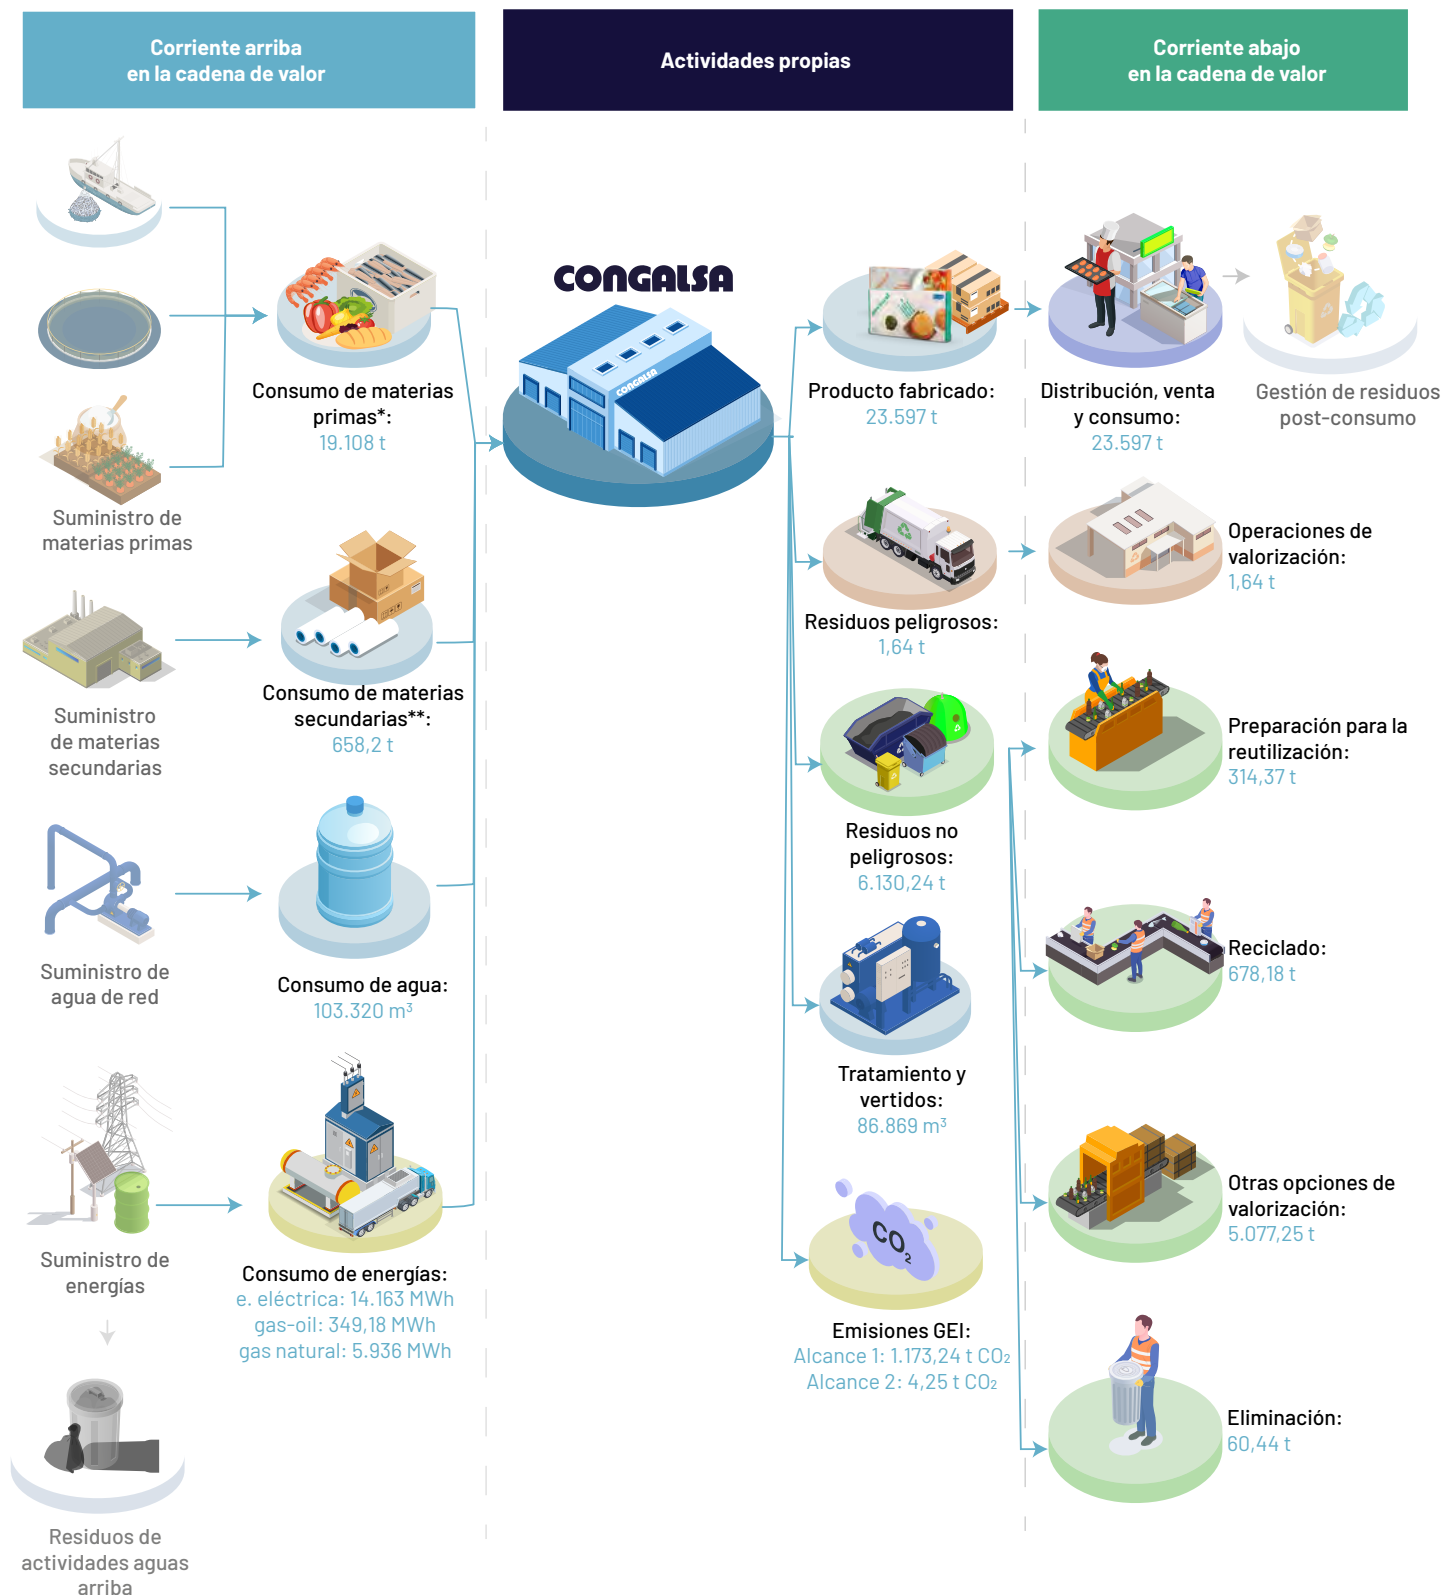 Corriente arriba
en la cadena de valor
Actividades propias
Corriente abajo
en la cadena de valor
Suministro de
materias primas
Suministro
de materias
secundarias
Suministro de
agua de red
Suministro de
energías
Residuos de
actividades aguas
arriba
Consumo de materias
primas*:
19.108 t
Consumo de materias
secundarias**:
658,2 t
Consumo de agua:
103.320 m³
Consumo de energías:
e. eléctrica: 14.163 MWh
gas-oil: 349,18 MWh
gas natural: 5.936 MWh
CONGALSA
CONGALSA
Producto fabricado:
23.597 t
Residuos peligrosos:
1,64 t
Residuos no
peligrosos:
6.130,24 t
Tratamiento y
vertidos:
86.869 m³
CO₂
Emisiones GEI:
Alcance 1: 1.173,24 t CO₂
Alcance 2: 4,25 t CO₂
Distribución, venta
y consumo:
23.597 t
Gestión de residuos
post-consumo
Operaciones de
valorización:
1,64 t
Preparación para la
reutilización:
314,37 t
Reciclado:
678,18 t
Otras opciones de
valorización:
5.077,25 t
Eliminación:
60,44 t